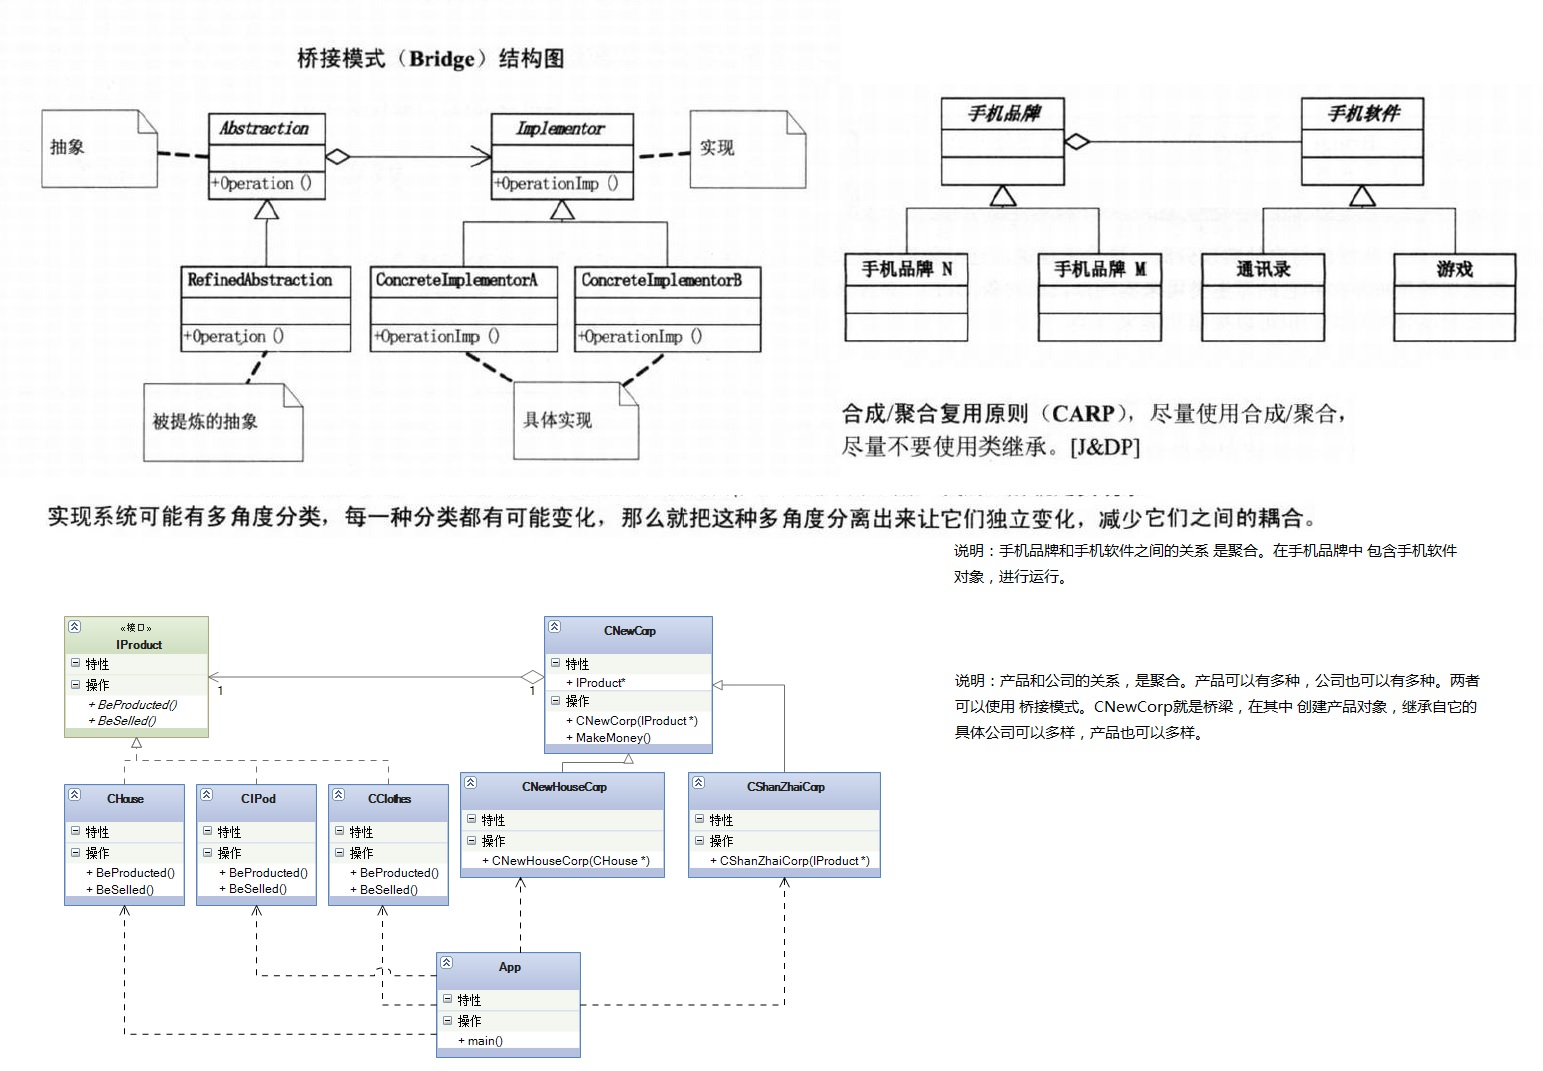 桥接模式（Bridge）结构图
抽象
Abstraction
+Operation ()
Implementor
+OperationImp ()
实现
RefinedAbstraction
+Operation ()
ConcreteImplementorA
+OperationImp ()
ConcreteImplementorB
+OperationImp ()
被提炼的抽象
具体实现
手机品牌
手机软件
手机品牌 N
手机品牌 M
通讯录
游戏
合成/聚合复用原则（CARP），尽量使用合成/聚合，
尽量不要使用类继承。[J&DP]
实现系统可能有多角度分类，每一种分类都有可能变化，那么就把这种多角度分离出来让它们独立变化，减少它们之间的耦合。
说明：手机品牌和手机软件之间的关系 是聚合。在手机品牌中 包含手机软件
对象，进行运行。
«接口»
IProduct
特性
操作
+ BeProducted()
+ BeSelled()
1
1
CNewCorp
特性
+ IProduct*
操作
+ CNewCorp(IProduct *)
+ MakeMoney()
说明：产品和公司的关系，是聚合。产品可以有多种，公司也可以有多种。两者
可以使用 桥接模式。CNewCorp就是桥梁，在其中 创建产品对象，继承自它的
具体公司可以多样，产品也可以多样。
CHouse
特性
操作
+ BeProducted()
+ BeSelled()
CIPod
特性
操作
+ BeProducted()
+ BeSelled()
CClothes
特性
操作
+ BeProducted()
+ BeSelled()
CNewHouseCorp
特性
操作
+ CNewHouseCorp(CHouse *)
CShanZhaiCorp
特性
操作
+ CShanZhaiCorp(IProduct *)
App
特性
操作
+ main()